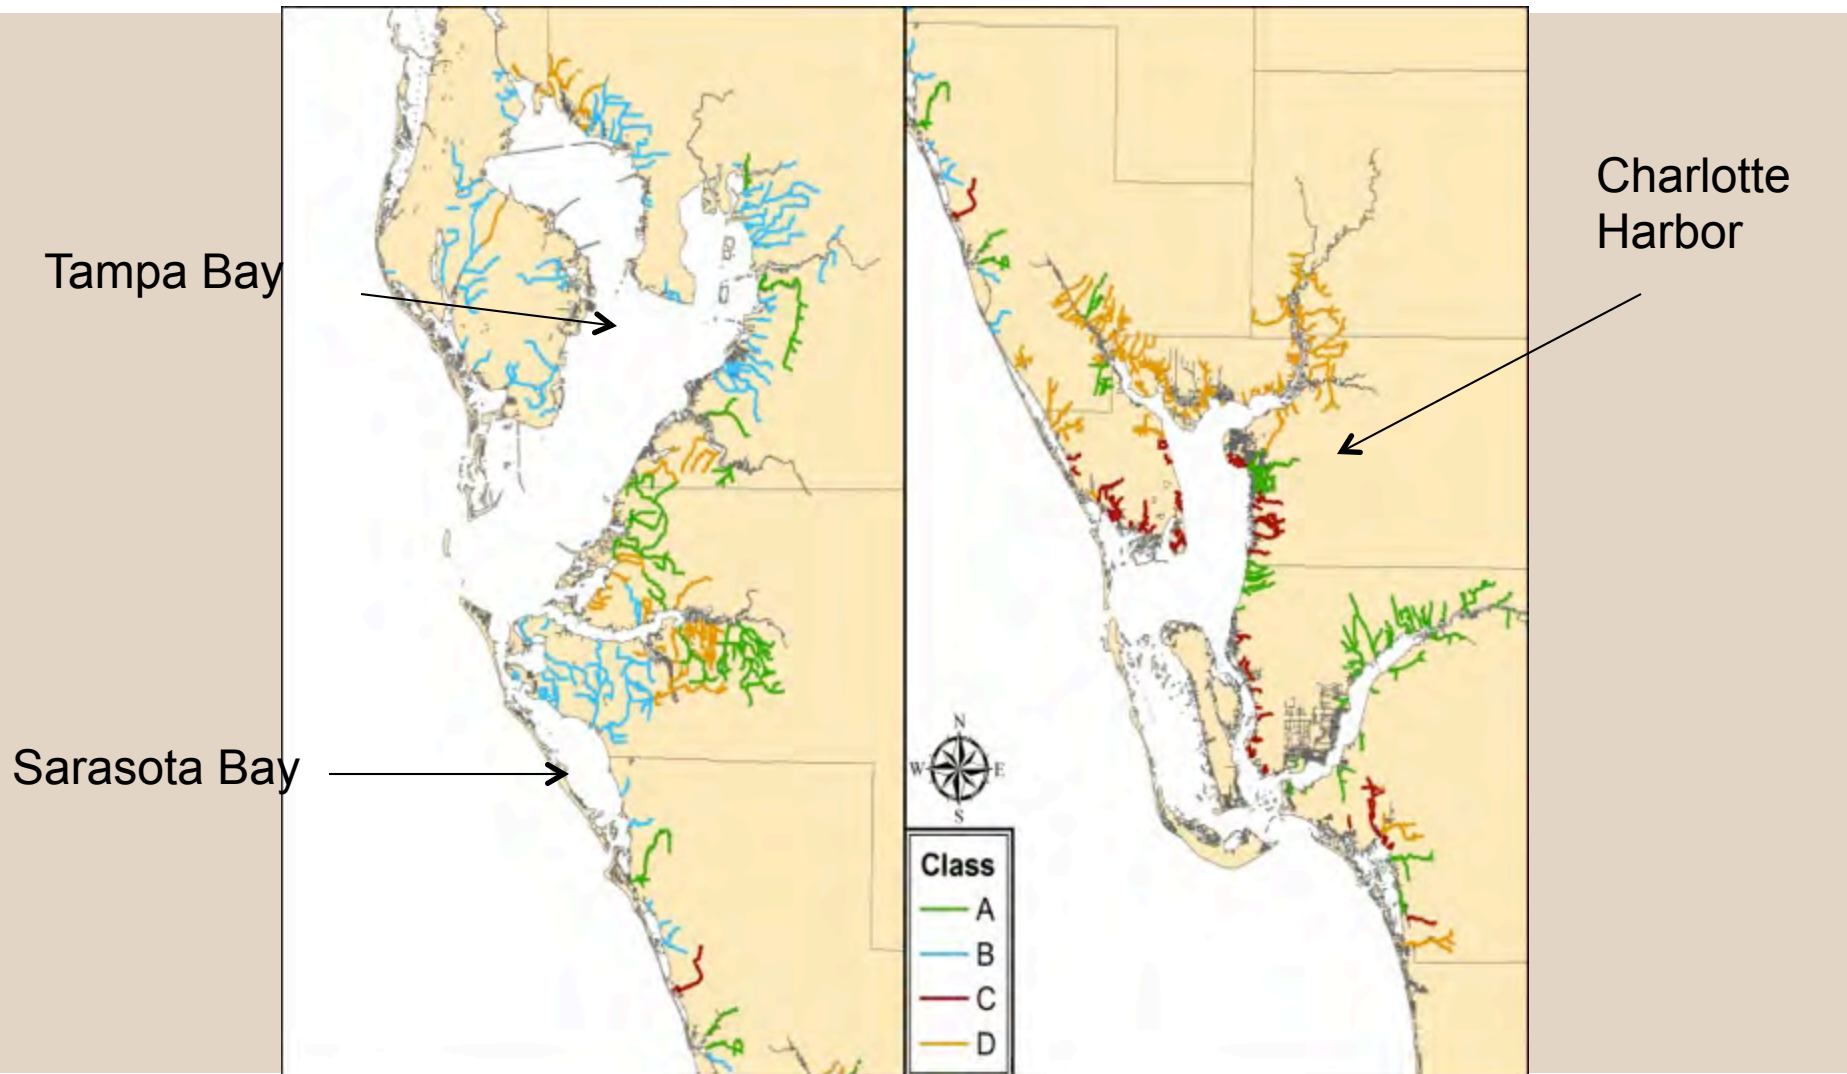 Charlotte
Harbor
Tampa Bay
Sarasota Bay
N
W E
S
Class
A
B
C
D